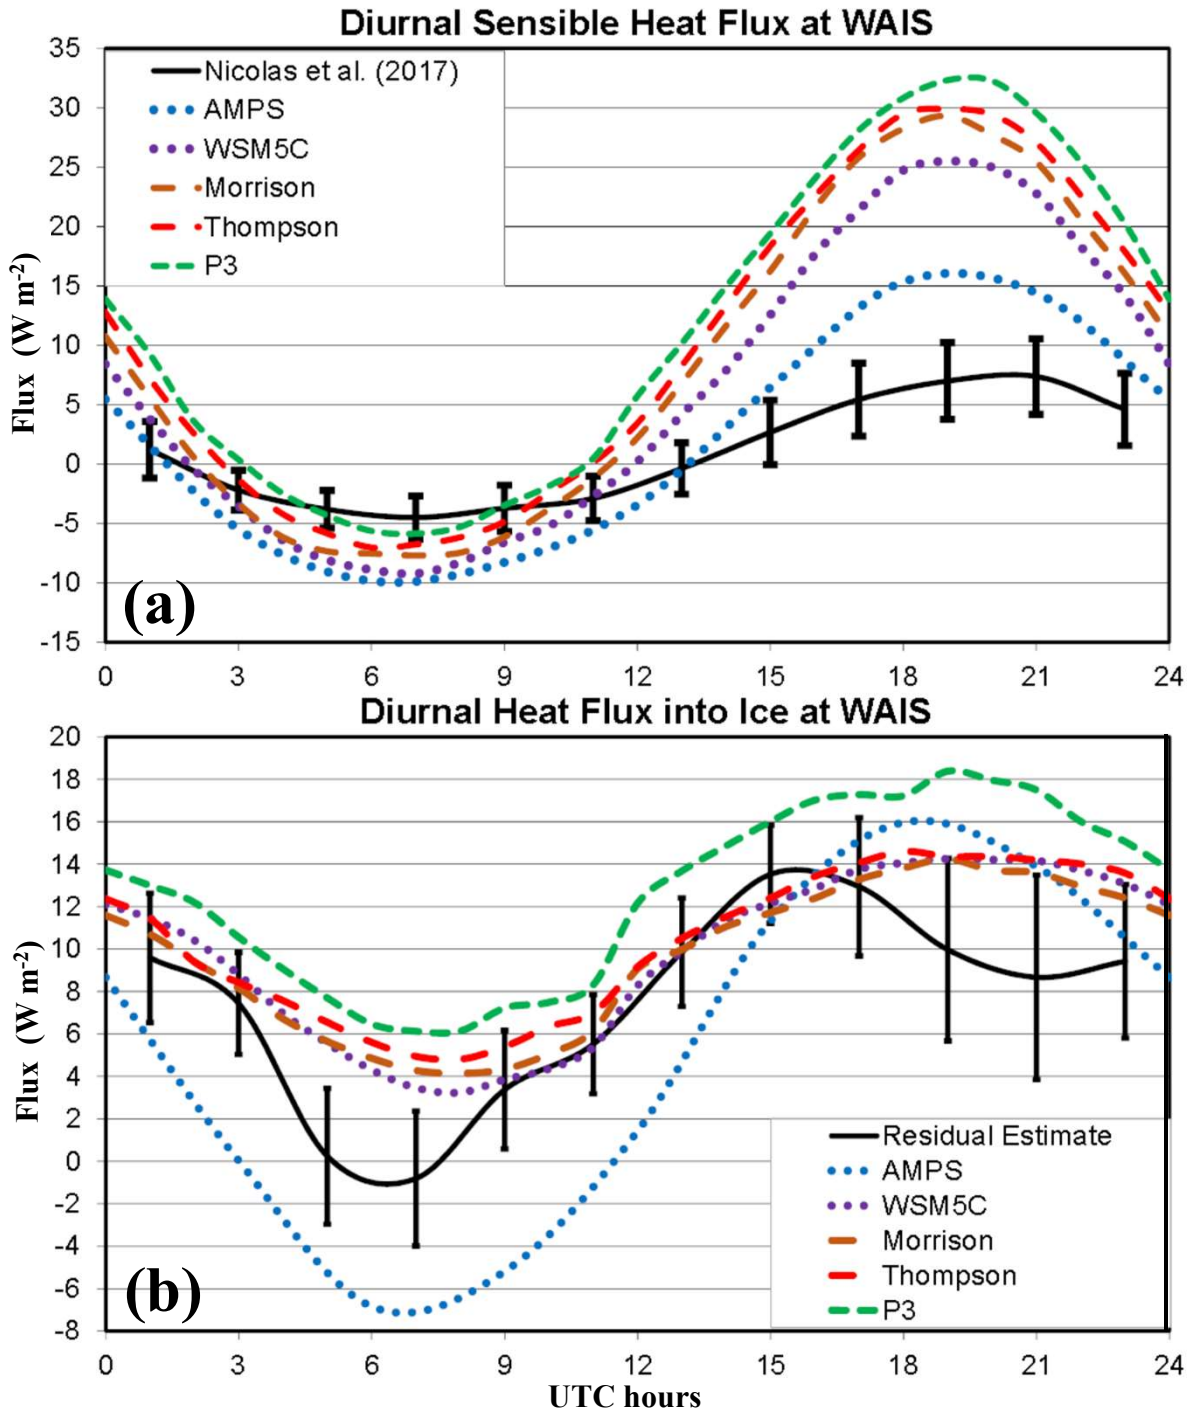 Diurnal Sensible Heat Flux at WAIS
35
30
25
20
15
10
5
0
-5
-10
-15
Flux (W m-2)
Nicolas et al. (2017)
AMPS
WSM5C
Morrison
Thompson
P3
(a)
0 3 6 9 12 15 18 21 24
Diurnal Heat Flux into Ice at WAIS
20
18
16
14
12
10
8
6
4
2
0
-2
-4
-6
-8
Flux (W m-2)
Residual Estimate
AMPS
WSM5C
Morrison
Thompson
P3
(b)
0 3 6 9 12 15 18 21 24
UTC hours